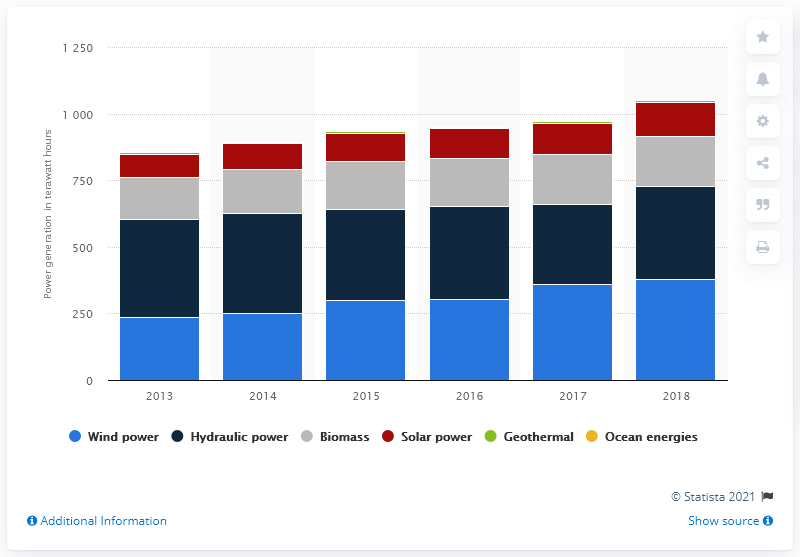 1 250
1 000
750
500
250
0
Power generation in terawatt hours
2013 2014 2015 2016 2017 2018
Wind power Hydraulic power Biomass Solar power Geothermal Ocean energies
© Statista 2021
Additional Information Show source